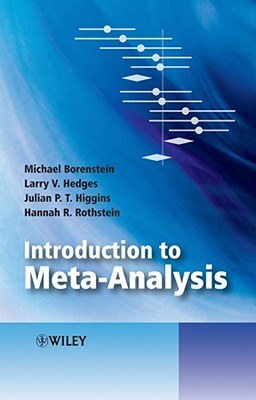 Michael Borenstein
Larry V. Hedges
Julian P. T. Higgins
Hannah R. Rothstein
Introduction to
Meta-Analysis
WILEY